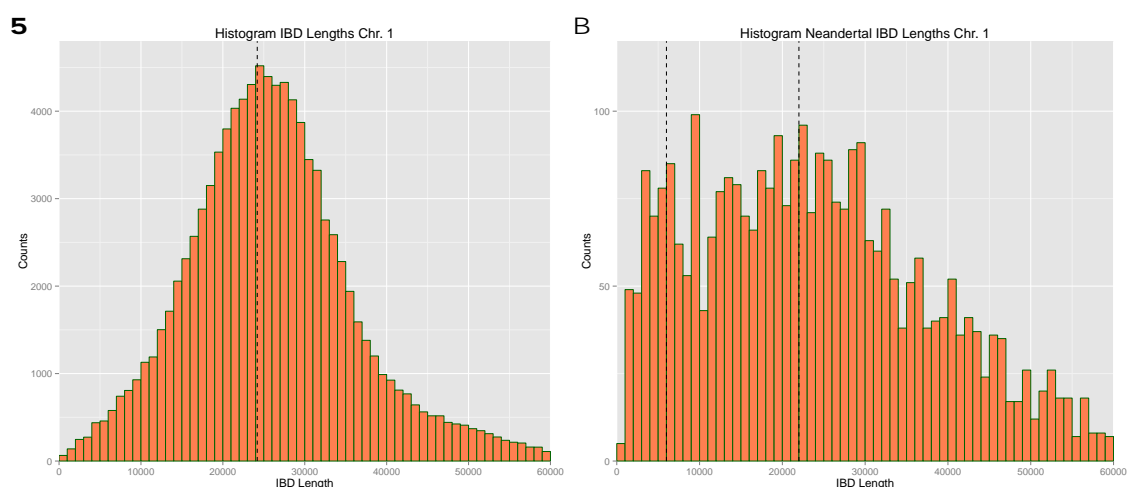 5
Histogram IBD Lengths Chr. 1
Counts
4000
3000
2000
1000
0
0 10000 20000 30000 40000 50000 60000
IBD Length
B
Histogram Neandertal IBD Lengths Chr. 1
Counts
100
50
0
0 10000 20000 30000 40000 50000 60000
IBD Length